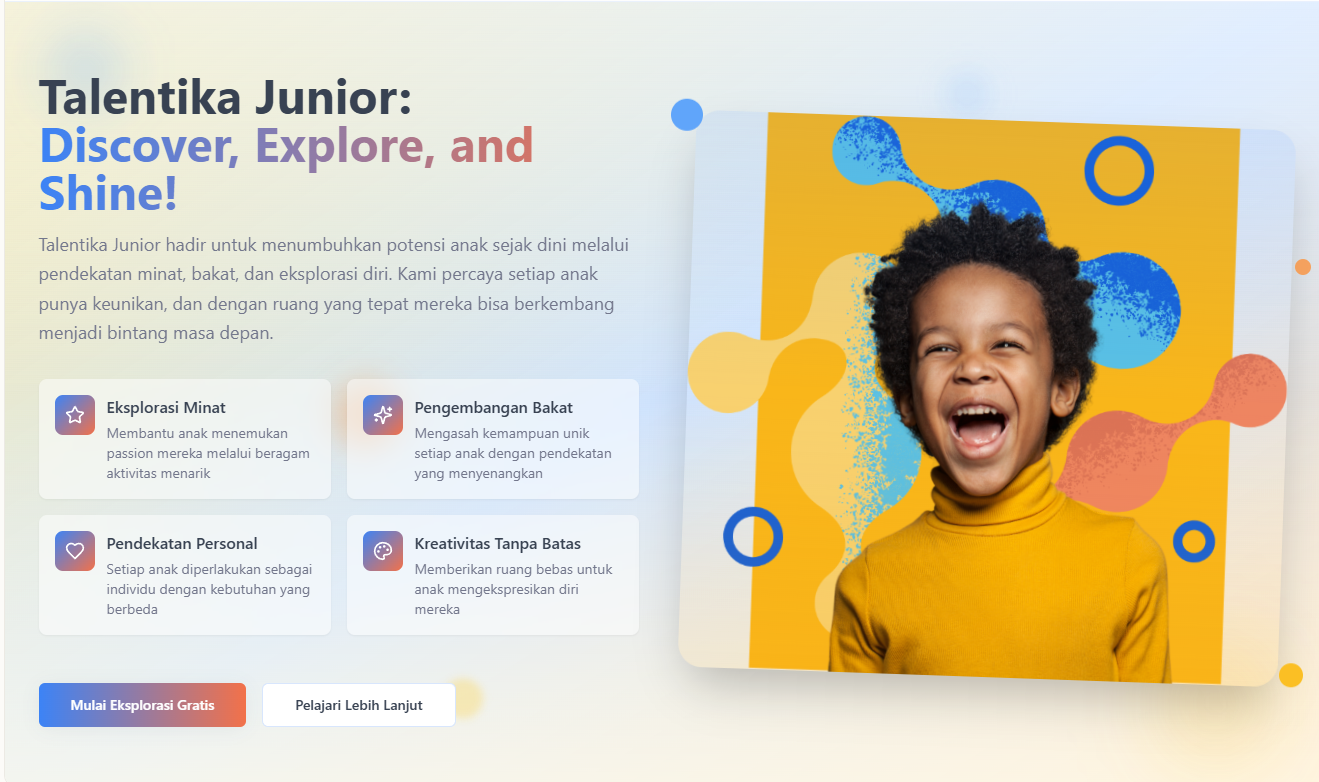 Talentika Junior:
Discover, Explore, and
Shine!
Talentika Junior hadir untuk menumbuhkan potensi anak sejak dini melalui
pendekatan minat, bakat, dan eksplorasi diri. Kami percaya setiap anak
punya keunikan, dan dengan ruang yang tepat mereka bisa berkembang
menjadi bintang masa depan.
Eksplorasi Minat
Membantu anak menemukan
passion mereka melalui beragam
aktivitas menarik
Pengembangan Bakat
Mengasah kemampuan unik
setiap anak dengan pendekatan
yang menyenangkan
Pendekatan Personal
Setiap anak diperlakukan sebagai
individu dengan kebutuhan yang
berbeda
Kreativitas Tanpa Batas
Memberikan ruang bebas untuk
anak mengekspresikan diri
mereka
Mulai Eksplorasi Gratis
Pelajari Lebih Lanjut